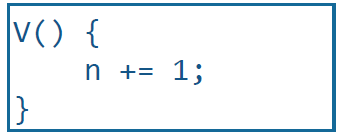 V() {
    n += 1;
}